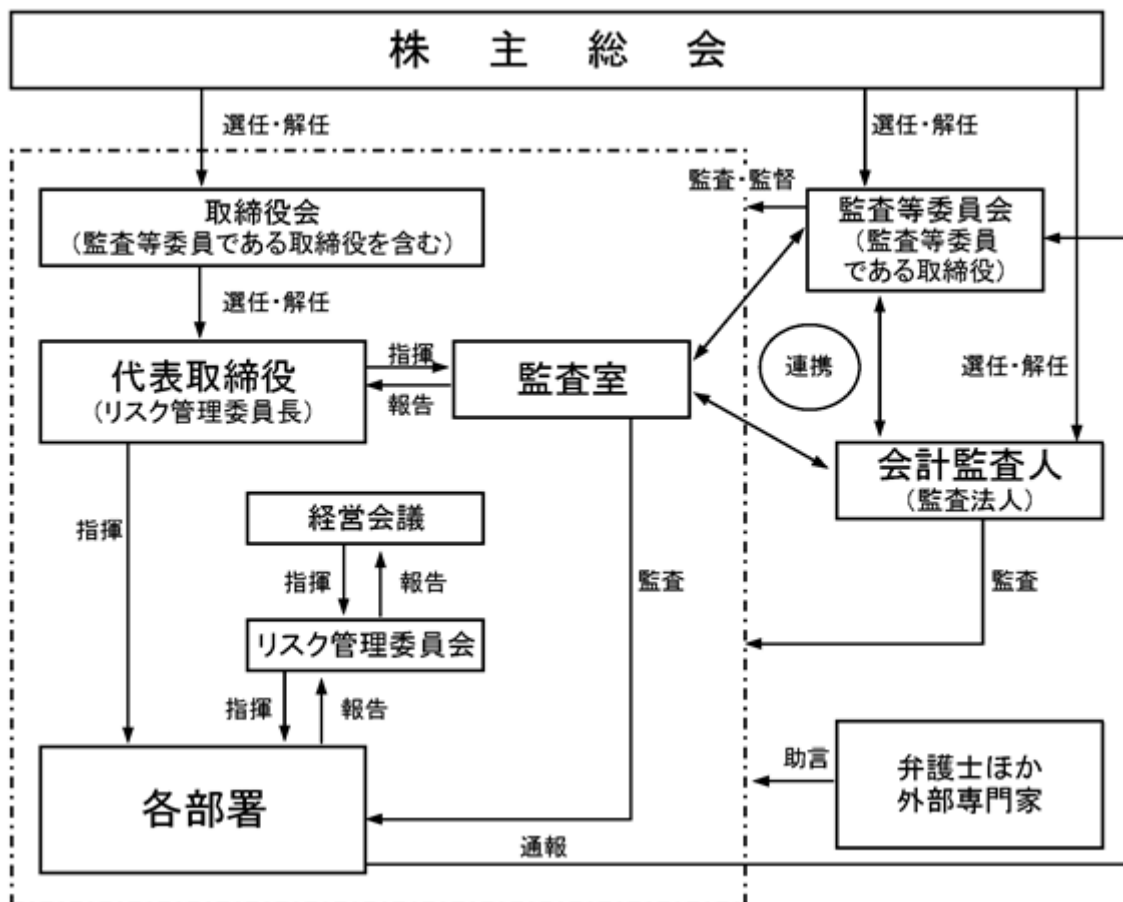 株主総会
選任・解任
選任・解任
監査・監督
取締役会
（監査等委員である取締役を含む）
監査等委員会
（監査等委員
である取締役）
選任・解任
代表取締役
（リスク管理委員長）
指揮
報告
監査室
連携
選任・解任
会計監査人
（監査法人）
指揮
経営会議
指揮
報告
監査
監査
リスク管理委員会
指揮
報告
各部署
助言
弁護士ほか
外部専門家
通報